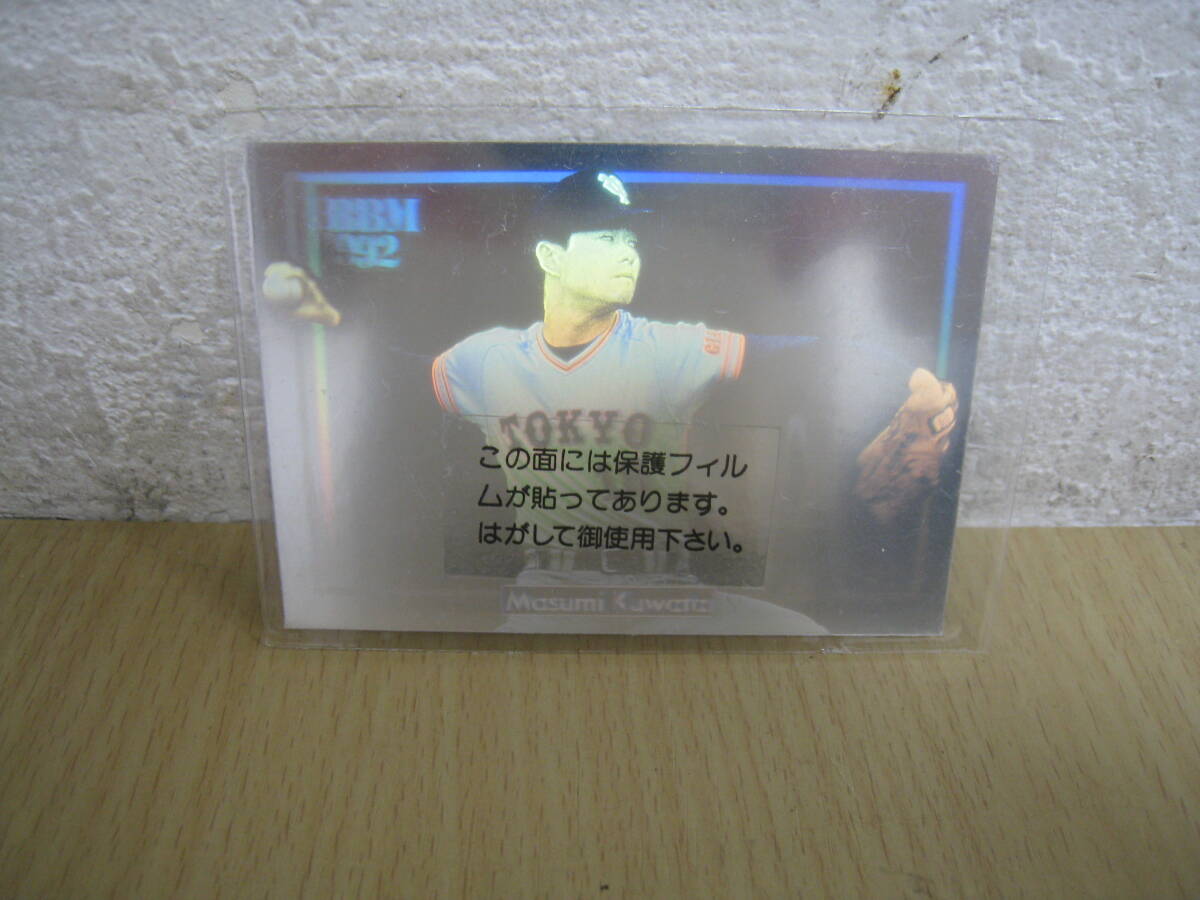 BBM
'92
GIA
TOKYO
この面には保護フィル
ムが貼ってあります。
はがして御使用下さい。
Masumi Kuwata